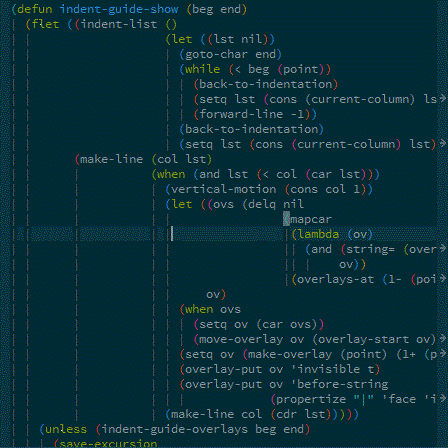 (defun indent-guide-show (beg end)
(flet ((indent-list ()
(let ((lst nil))
(goto-char end)
(while (< beg (point))
(back-to-indentation)
(setq lst (cons (current-column) ls
(forward-line -1))
(back-to-indentation)
(setq lst (cons (current-column) lst)
(make-line (col lst)
(when (and lst (< col (car lst)))
(vertical-motion (cons col 1))
(let ((ovs (delq nil
(mapcar
(lambda (ov)
(and (string= (over
ov))
(overlays-at (1- (poi
ov)
(when ovs
(setq ov (car ovs))
(move-overlay ov (overlay-start ov)
(setq ov (make-overlay (point) (1+ (p
(overlay-put ov 'invisible t)
(overlay-put ov 'before-string
(propertize "|" 'face 'i
(make-line col (cdr lst)))))
(unless (indent-guide-overlays beg end)
(save-excursion